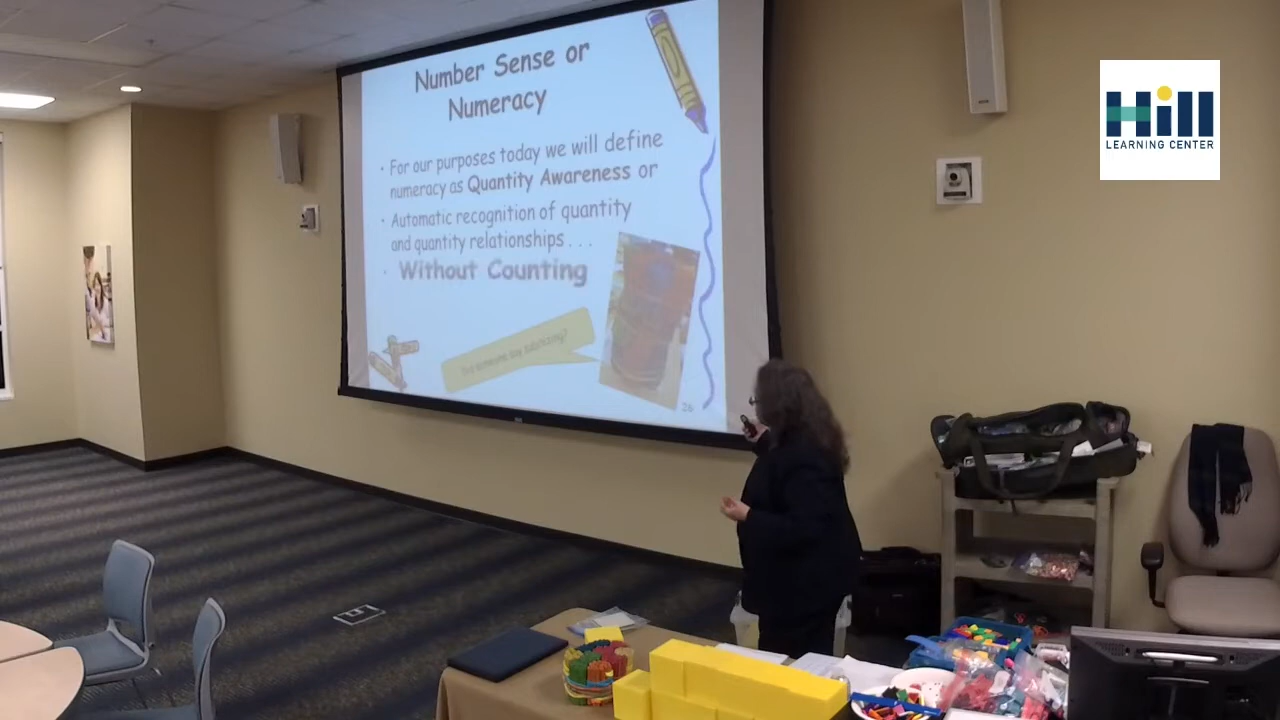 Number Sense or
Numeracy
• For our purposes today we will define
numeracy as Quantity Awareness or
• Automatic recognition of quantity
and quantity relationships . . .
• Without Counting
subitizing?
26
Hill
LEARNING CENTER